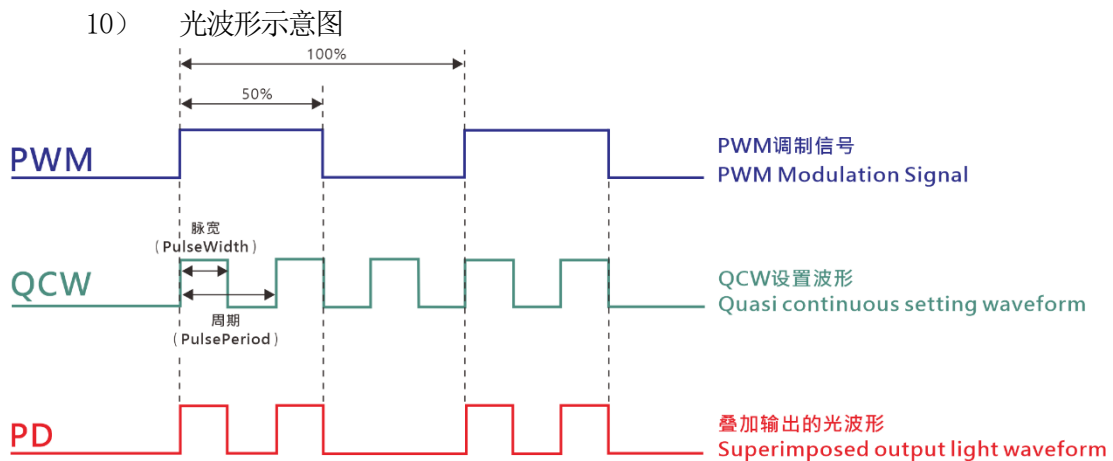 10） 光波形示意图
100%
50%
PWM
PWM调制信号
PWM Modulation Signal
脉宽
(PulseWidth)
QCW
QCW设置波形
Quasi continuous setting waveform
周期
(PulsePeriod)
PD
叠加输出的光波形
Superimposed output light waveform